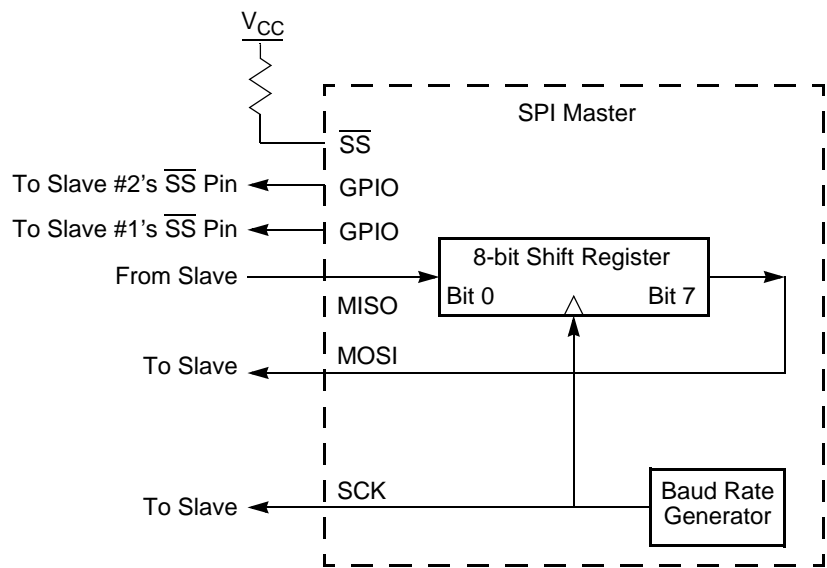 VCC
SPI Master
SS
To Slave #2's SS Pin
GPIO
To Slave #1's SS Pin
GPIO
8-bit Shift Register
From Slave
Bit 0
Bit 7
MISO
MOSI
To Slave
SCK
To Slave
Baud Rate
Generator